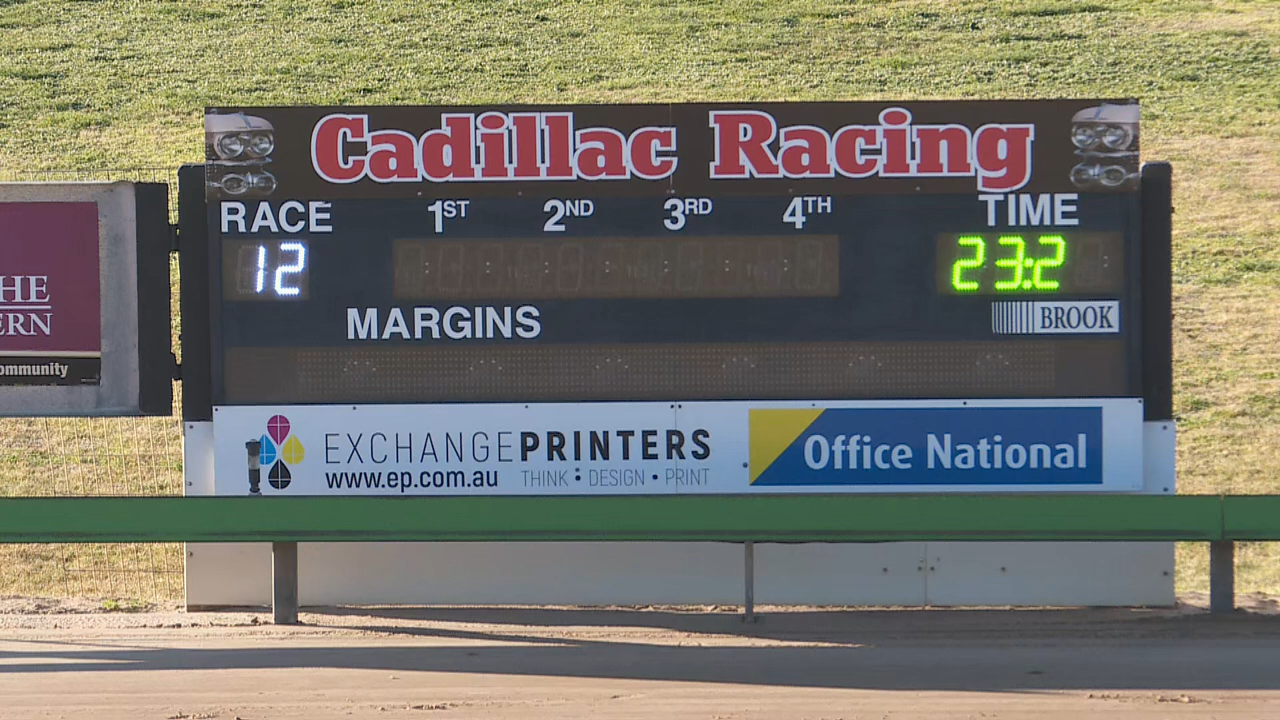 Cadillac Racing
RACE 1ST 2ND 3RD 4TH TIME
12 23:2
MARGINS
BROOK
HE
ERN
ommunity
EXCHANGEPRINTERS
www.ep.com.au THINK : DESIGN • PRINT
Office National